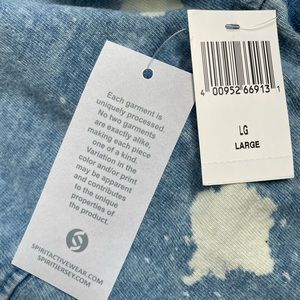 Each garment is
uniquely processed.
No two garments
are exactly alike,
making each piece
one of a kind.
Variation in the
color and/or print
may be apparent
and contributes
to the unique
properties of
the product.
SPIRITACTIVEWEAR.COM
SPIRITJERSEY.COM
4 00952 66913 1
LG
LARGE